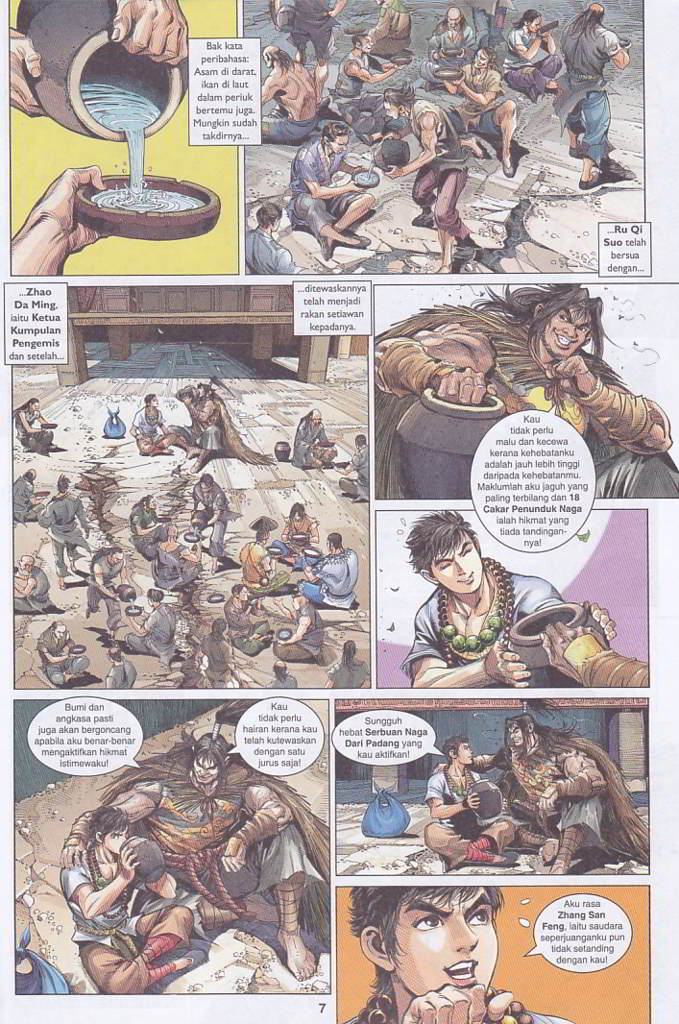 Bak kata
peribahasa:
Asam di darat,
ikan di laut
dalam periuk
bertemu juga.
Mungkin sudah
takdirnya...
...Ru Qi
Suo telah
bersua
dengan...
...Zhao
Da Ming,
iaitu Ketua
Kumpulan
Pengemis
dan setelah...
...ditewaskannya
telah menjadi
rakan setiawan
kepadanya.
Kau
tidak perlu
malu dan kecewa
kerana kehebatanku
adalah jauh lebih tinggi
daripada kehebatanmu.
Maklumlah aku jaguh yang
paling terbilang dan 18
Cakar Penunduk Naga
ialah hikmat yang
tiada tandingan-
nya!
Bumi dan
angkasa pasti
juga akan bergoncang
apabila aku benar-benar
mengaktifkan hikmat
istimewaku!
Kau
tidak perlu
hairan kerana kau
telah kutewaskan
dengan satu
jurus saja!
Sungguh
hebat Serbuan Naga
Dari Padang yang
kau aktifkan!
Aku rasa
Zhang San
Feng, iaitu saudara
seperjuanganku pun
tidak setanding
dengan kau!
7